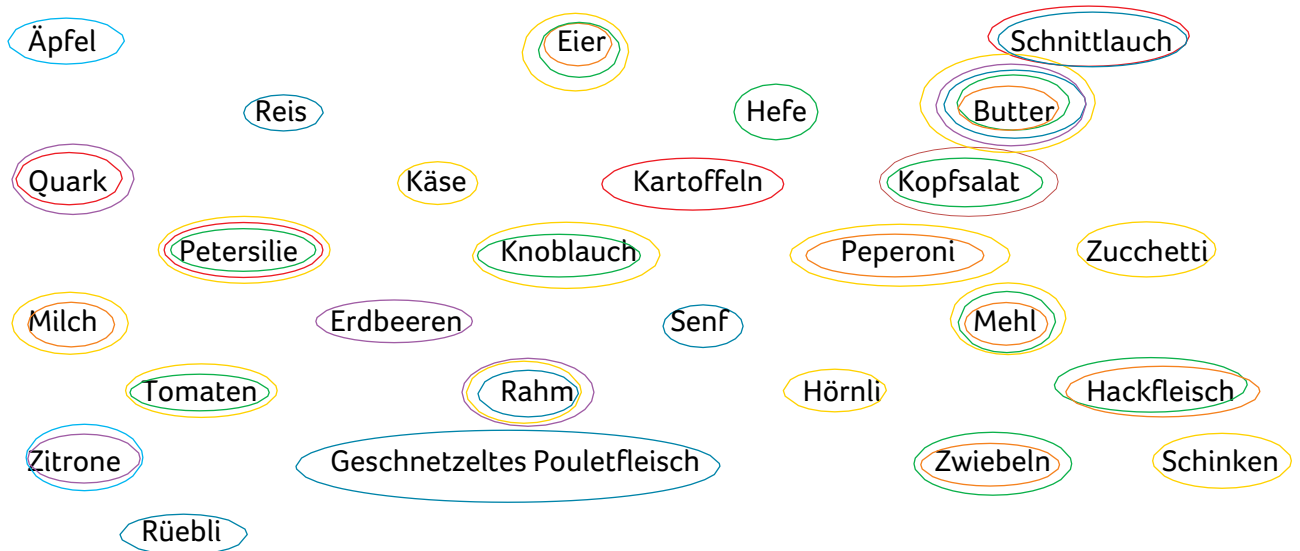 Äpfel Eier Schnittlauch
Reis Hefe Butter
Quark Käse Kartoffeln Kopfsalat
Petersilie Knoblauch Peperoni Zucchetti
Milch Erdbeeren Senf Mehl
Tomaten Rahm Hörnli Hackfleisch
Zitrone Geschnetzeltes Pouletfleisch Zwiebeln Schinken
Rüebli